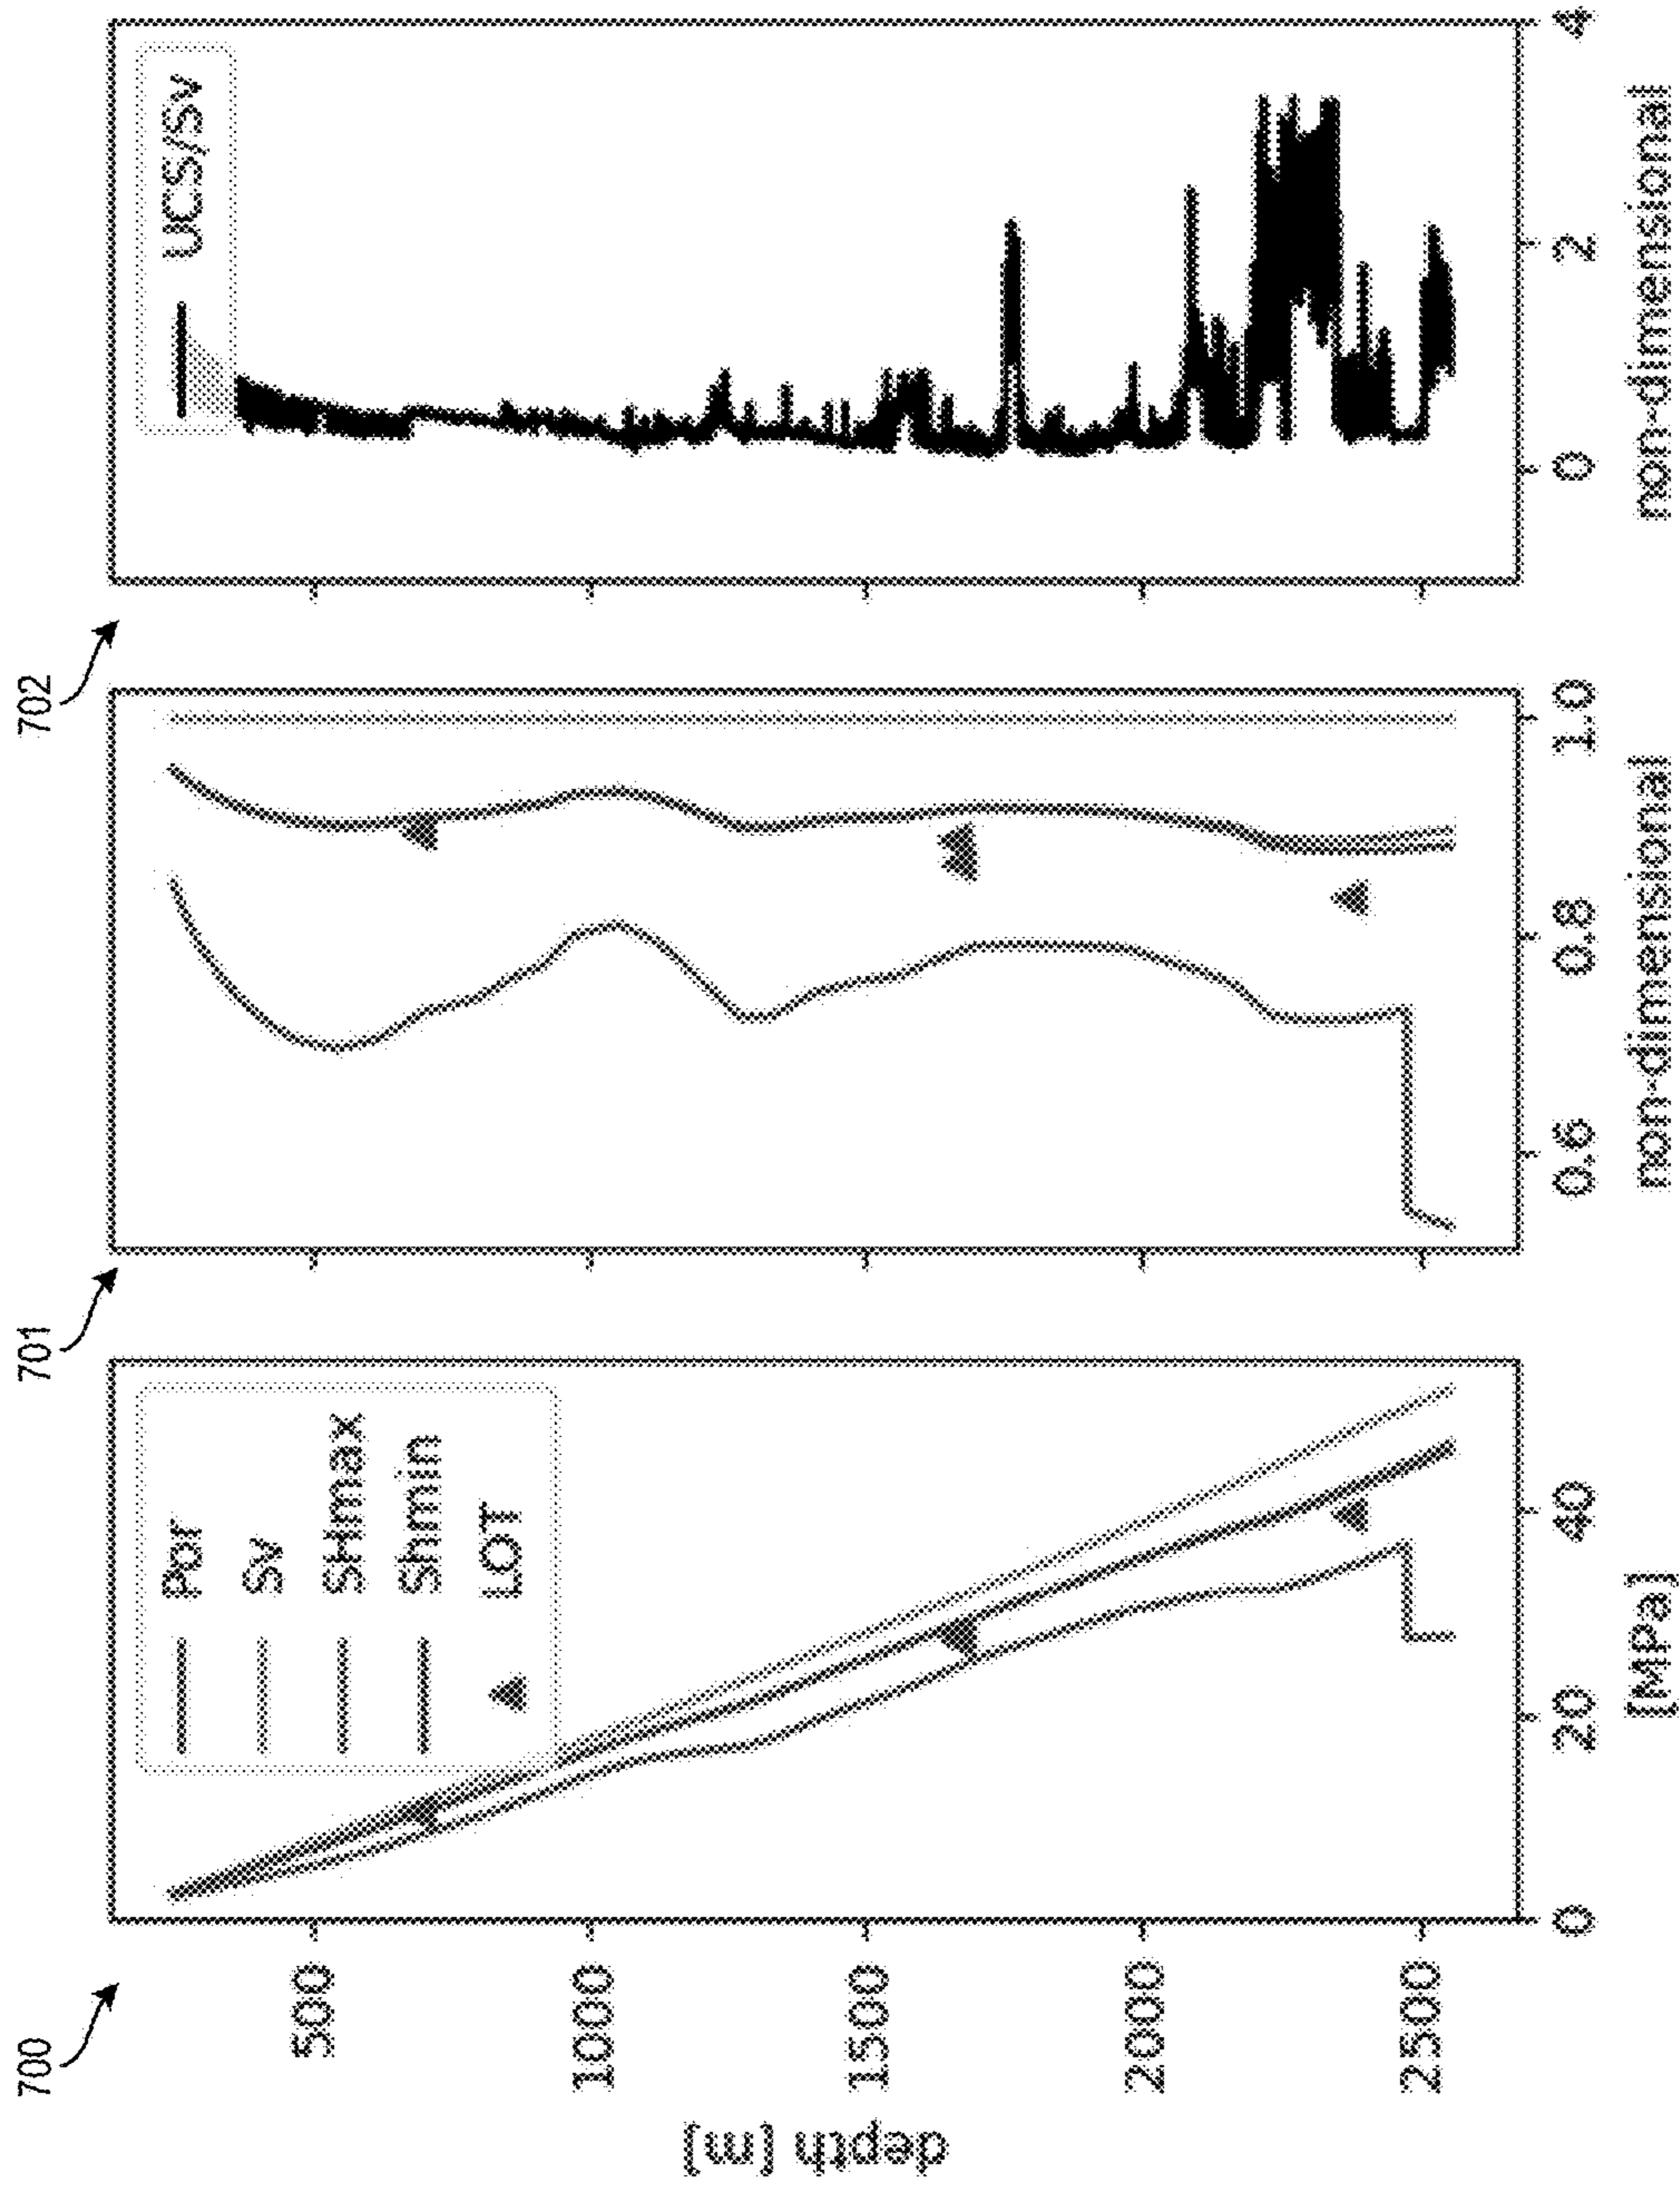 700
701
702
depth [m]
500
1000
1500
2000
2500
Por
Sv
SHmax
Shmin
LOT
0
20
40
[MPa]
0.6
0.8
1.0
non-dimensional
UCS/Sv
0
2
4
non-dimensional